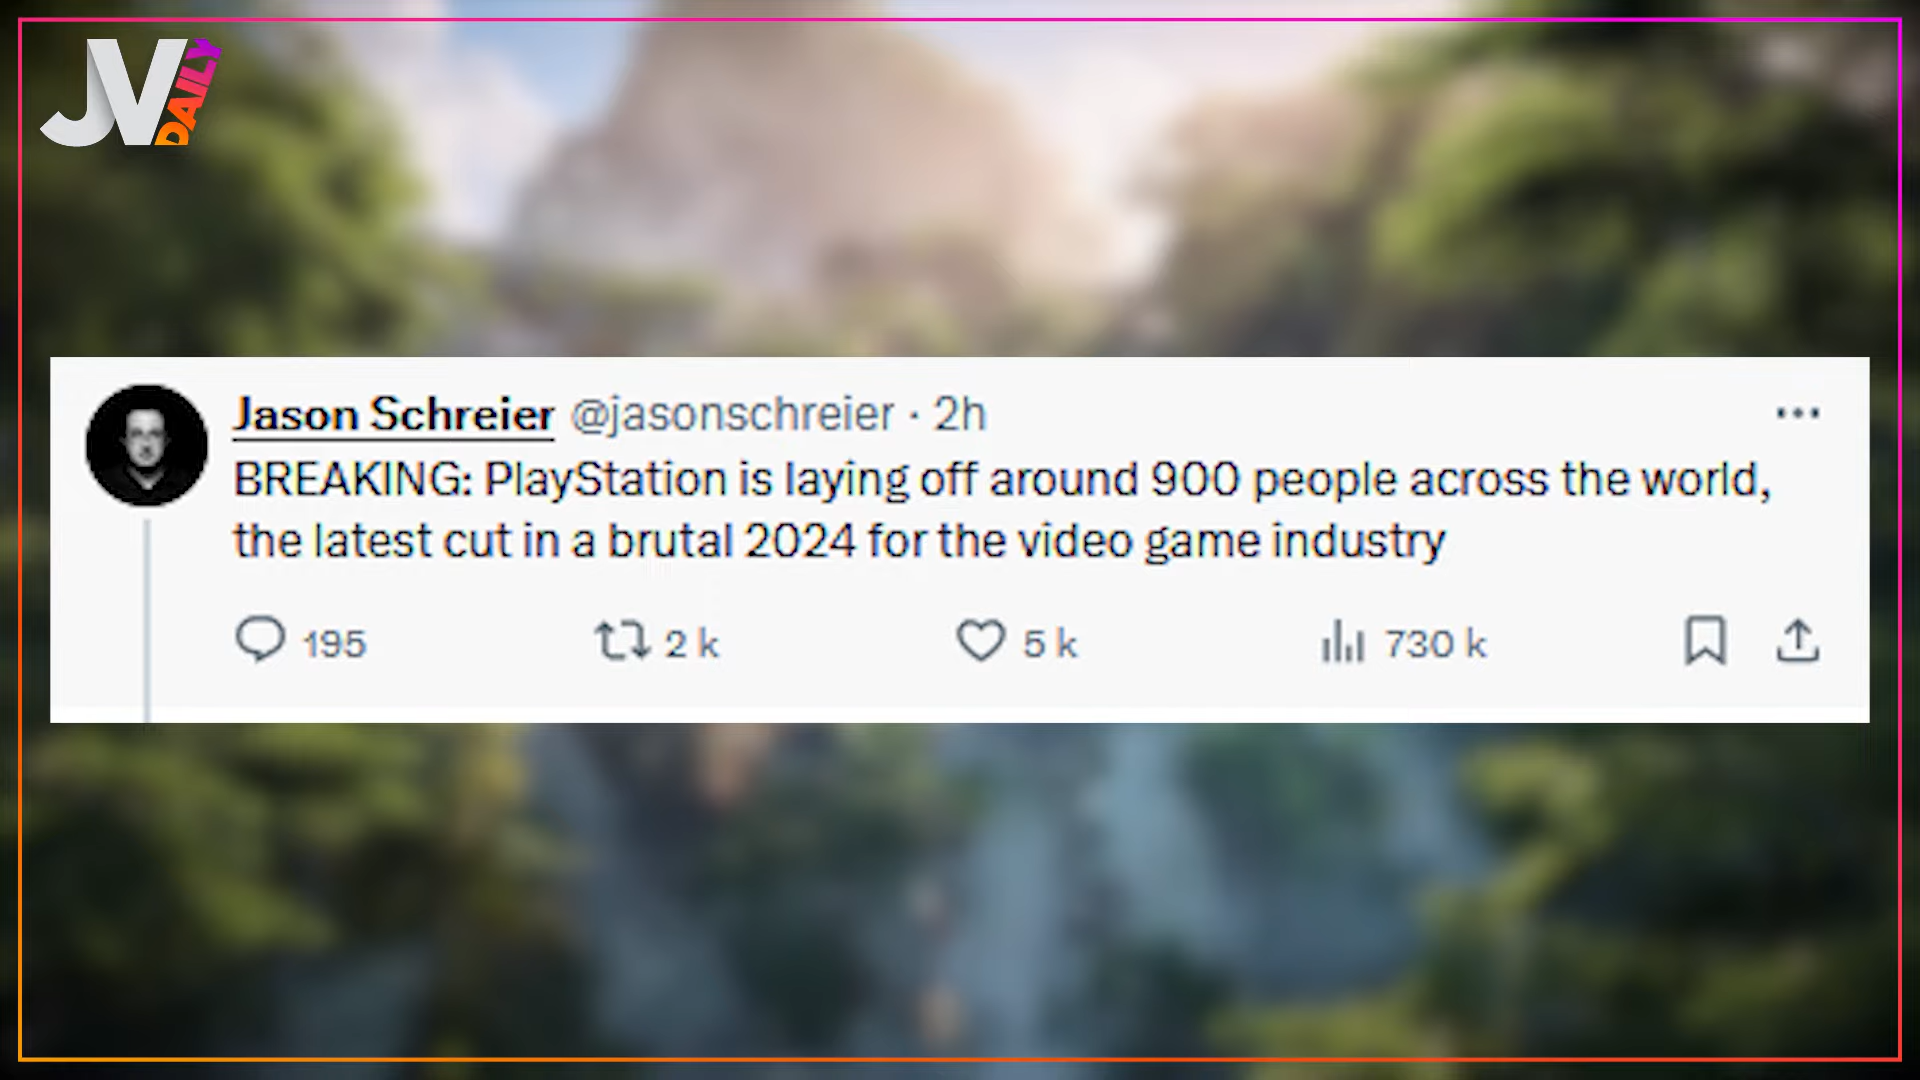 JV DAILY
Jason Schreier @jasonschreier · 2h
BREAKING: PlayStation is laying off around 900 people across the world,
the latest cut in a brutal 2024 for the video game industry
195 2 k 5 k 730 k